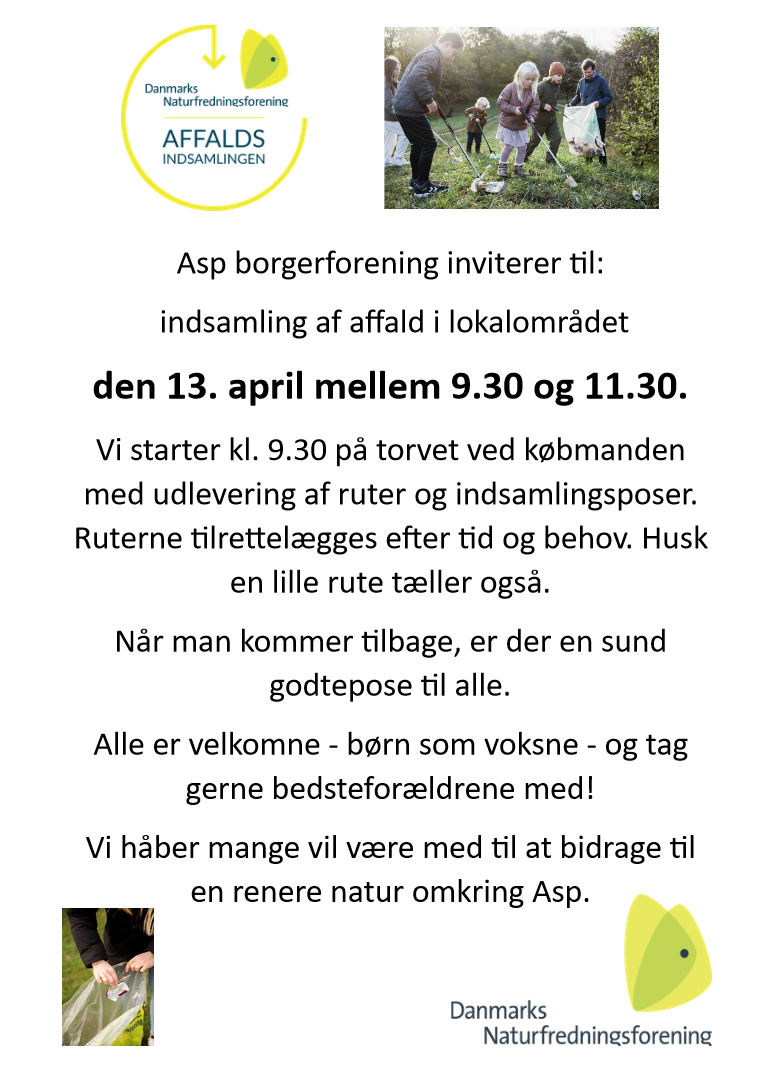 Danmarks
Naturfredningsforening
AFFALDS
INDSAMLINGEN
Asp borgerforening inviterer til:
indsamling af affald i lokalområdet
den 13. april mellem 9.30 og 11.30.
Vi starter kl. 9.30 på torvet ved købmanden
med udlevering af ruter og indsamlingsposer.
Ruterne tilrettelægges efter tid og behov. Husk
en lille rute tæller også.
Når man kommer tilbage, er der en sund
godtepose til alle.
Alle er velkomne - børn som voksne - og tag
gerne bedsteforældrene med!
Vi håber mange vil være med til at bidrage til
en renere natur omkring Asp.
Danmarks
Naturfredningsforening